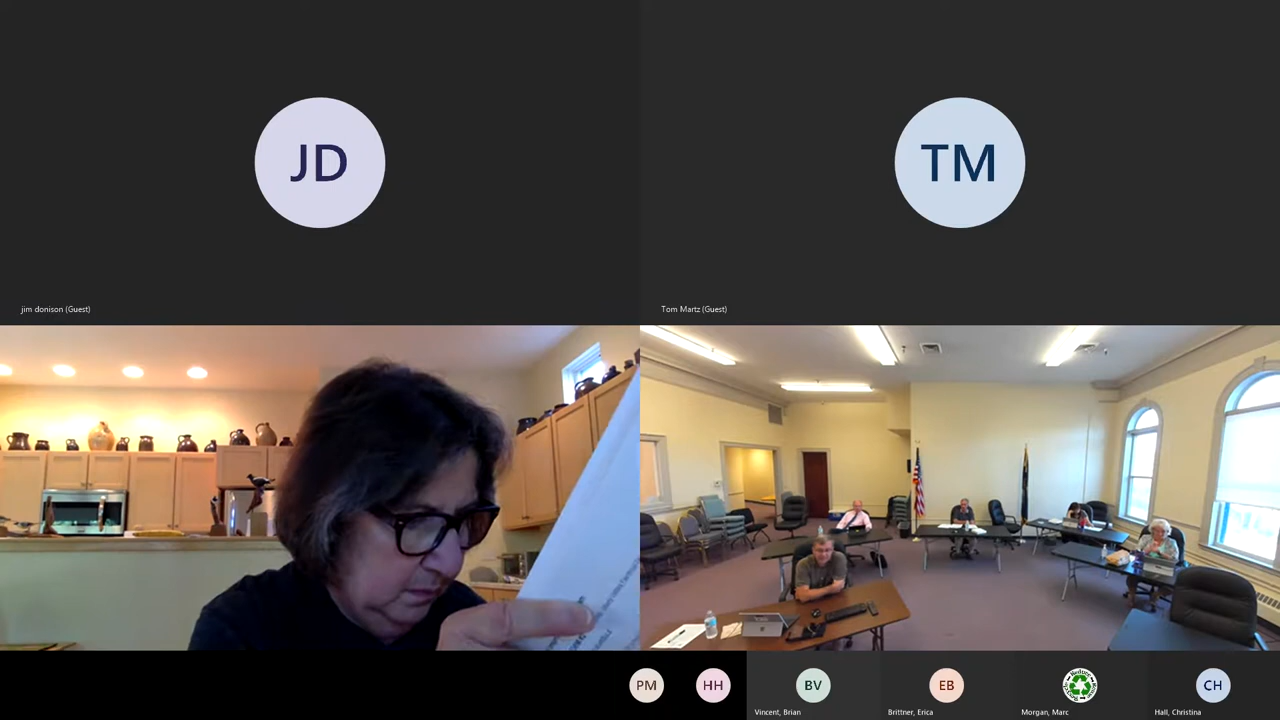 JD
TM
jim donison (Guest)
Tom Martz (Guest)
PM
HH
BV
EB
CH
Vincent, Brian
Brittner, Erica
Morgan, Marc
Hall, Christina